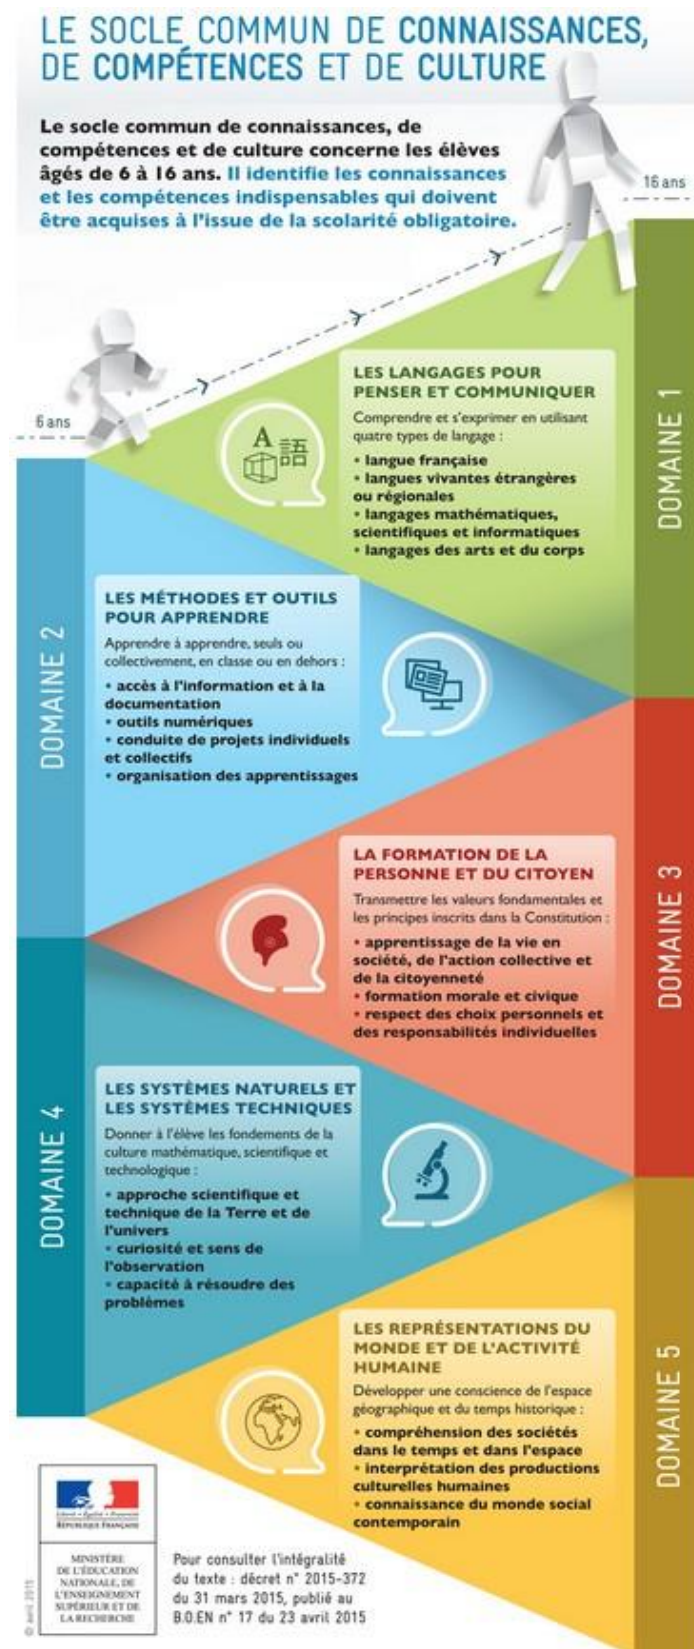 LE SOCLE COMMUN DE CONNAISSANCES,
DE COMPÉTENCES ET DE CULTURE
Le socle commun de connaissances, de
compétences et de culture concerne les élèves
âgés de 6 à 16 ans. Il identifie les connaissances
et les compétences indispensables qui doivent
être acquises à l'issue de la scolarité obligatoire.
16 ans
6 ans
DOMAINE 1
LES LANGAGES POUR
PENSER ET COMMUNIQUER
Comprendre et s'exprimer en utilisant
quatre types de langage :
• langue française
• langues vivantes étrangères
ou régionales
• langages mathématiques,
scientifiques et informatiques
• langages des arts et du corps
A 語
DOMAINE 2
LES MÉTHODES ET OUTILS
POUR APPRENDRE
Apprendre à apprendre, seuls ou
collectivement, en classe ou en dehors :
• accès à l'information et à la
documentation
• outils numériques
• conduite de projets individuels
et collectifs
• organisation des apprentissages
DOMAINE 3
LA FORMATION DE LA
PERSONNE ET DU CITOYEN
Transmettre les valeurs fondamentales et
les principes inscrits dans la Constitution :
• apprentissage de la vie en
société, de l'action collective et
de la citoyenneté
• formation morale et civique
• respect des choix personnels et
des responsabilités individuelles
DOMAINE 4
LES SYSTÈMES NATURELS ET
LES SYSTÈMES TECHNIQUES
Donner à l'élève les fondements de la
culture mathématique, scientifique et
technologique :
• approche scientifique et
technique de la Terre et de
l'univers
• curiosité et sens de
l'observation
• capacité à résoudre des
problèmes
DOMAINE 5
LES REPRÉSENTATIONS DU
MONDE ET DE L'ACTIVITÉ
HUMAINE
Développer une conscience de l'espace
géographique et du temps historique :
• compréhension des sociétés
dans le temps et dans l'espace
• interprétation des productions
culturelles humaines
• connaissance du monde social
contemporain
Liberté • Égalité • Fraternité
RÉPUBLIQUE FRANÇAISE
MINISTÈRE
DE L'ÉDUCATION
NATIONALE, DE
L'ENSEIGNEMENT
SUPÉRIEUR ET DE
LA RECHERCHE
© avril 2015
Pour consulter l'intégralité
du texte : décret n° 2015-372
du 31 mars 2015, publié au
B.O.EN n° 17 du 23 avril 2015